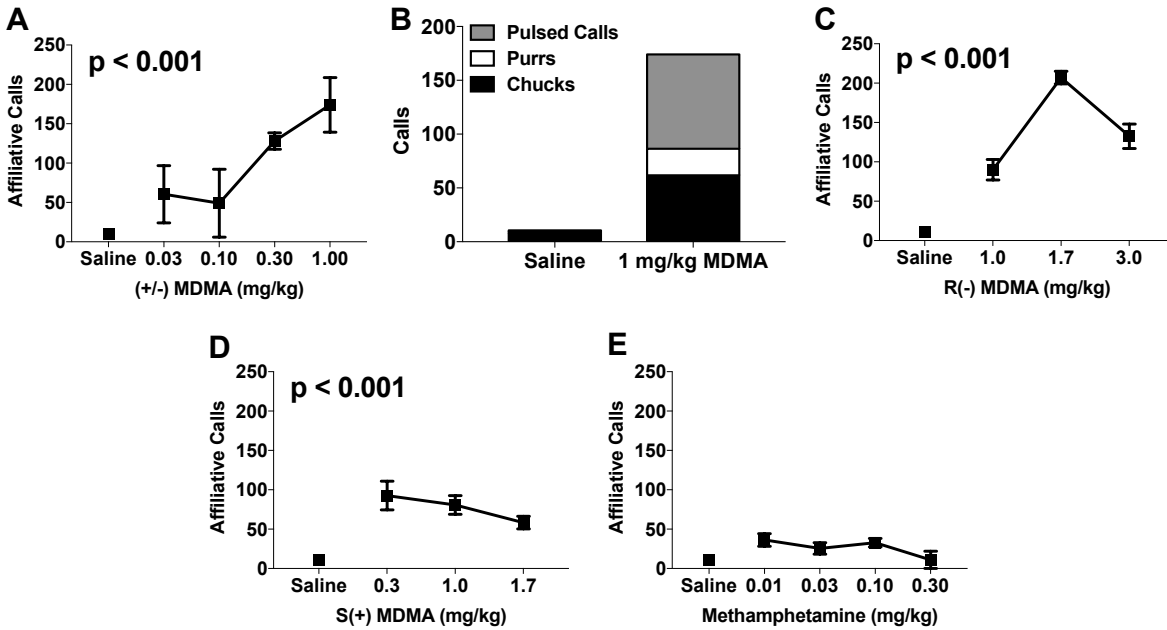 A
Affiliative Calls
250
200
150
100
50
0
p < 0.001
Saline 0.03 0.10 0.30 1.00
(+/-) MDMA (mg/kg)
B
Calls
200
150
100
50
0
Pulsed Calls
Purrs
Chucks
Saline 1 mg/kg MDMA
C
Affiliative Calls
250
200
150
100
50
0
p < 0.001
Saline 1.0 1.7 3.0
R(-) MDMA (mg/kg)
D
Affiliative Calls
250
200
150
100
50
0
p < 0.001
Saline 0.3 1.0 1.7
S(+) MDMA (mg/kg)
E
Affiliative Calls
250
200
150
100
50
0
Saline 0.01 0.03 0.10 0.30
Methamphetamine (mg/kg)